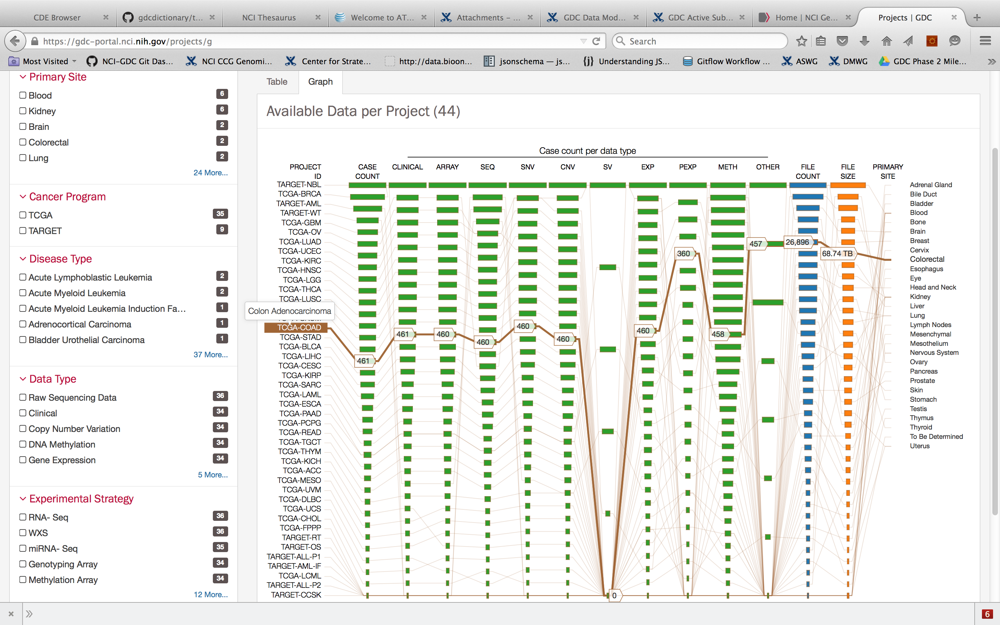 CDE Browser
gdcdictionary/t...
NCI Thesaurus
Welcome to AT...
Attachments - ...
GDC Data Mod...
GDC Active Sub...
Home | NCI Ge...
Projects | GDC
https://gdc-portal.nci.nih.gov/projects/g
Search
Most Visited
NCI-GDC Git Das...
NCI CCG Genomi...
Center for Strate...
http://data.bioon...
jsonschema — js...
{j} Understanding JS...
Gitflow Workflow ...
ASWG
DMWG
GDC Phase 2 Mile...
Primary Site
Blood 6
Kidney 6
Brain 2
Colorectal 2
Lung 2
24 More...
Cancer Program
TCGA 35
TARGET 9
Disease Type
Acute Lymphoblastic Leukemia 2
Acute Myeloid Leukemia 2
Acute Myeloid Leukemia Induction Fa... 1
Adrenocortical Carcinoma 1
Bladder Urothelial Carcinoma 1
37 More...
Data Type
Raw Sequencing Data 36
Clinical 34
Copy Number Variation 34
DNA Methylation 34
Gene Expression 34
5 More...
Experimental Strategy
RNA- Seq 36
WXS 36
miRNA- Seq 35
Genotyping Array 34
Methylation Array 34
12 More...
Table
Graph
Available Data per Project (44)
Case count per data type
PROJECT ID
CASE COUNT
CLINICAL
ARRAY
SEQ
SNV
CNV
SV
EXP
PEXP
METH
OTHER
FILE COUNT
FILE SIZE
PRIMARY SITE
TARGET-NBL
TCGA-BRCA
TARGET-AML
TARGET-WT
TCGA-GBM
TCGA-OV
TCGA-LUAD
TCGA-UCEC
TCGA-KIRC
TCGA-HNSC
TCGA-LGG
TCGA-THCA
TCGA-LUSC
Colon Adenocarcinoma
TCGA-COAD
TCGA-STAD
TCGA-BLCA
TCGA-LIHC
TCGA-CESC
TCGA-KIRP
TCGA-SARC
TCGA-LAML
TCGA-ESCA
TCGA-PAAD
TCGA-PCPG
TCGA-READ
TCGA-TGCT
TCGA-THYM
TCGA-KICH
TCGA-ACC
TCGA-MESO
TCGA-UVM
TCGA-DLBC
TCGA-UCS
TCGA-CHOL
TCGA-FPPP
TARGET-RT
TARGET-OS
TARGET-ALL-P1
TARGET-AML-IF
TCGA-LCML
TARGET-ALL-P2
TARGET-CCSK
461
461
460
460
460
460
0
460
360
458
457
26,896
68.74 TB
Adrenal Gland
Bile Duct
Bladder
Blood
Bone
Brain
Breast
Cervix
Colorectal
Esophagus
Eye
Head and Neck
Kidney
Liver
Lung
Lymph Nodes
Mesenchymal
Mesothelium
Nervous System
Ovary
Pancreas
Prostate
Skin
Stomach
Testis
Thymus
Thyroid
To Be Determined
Uterus
6